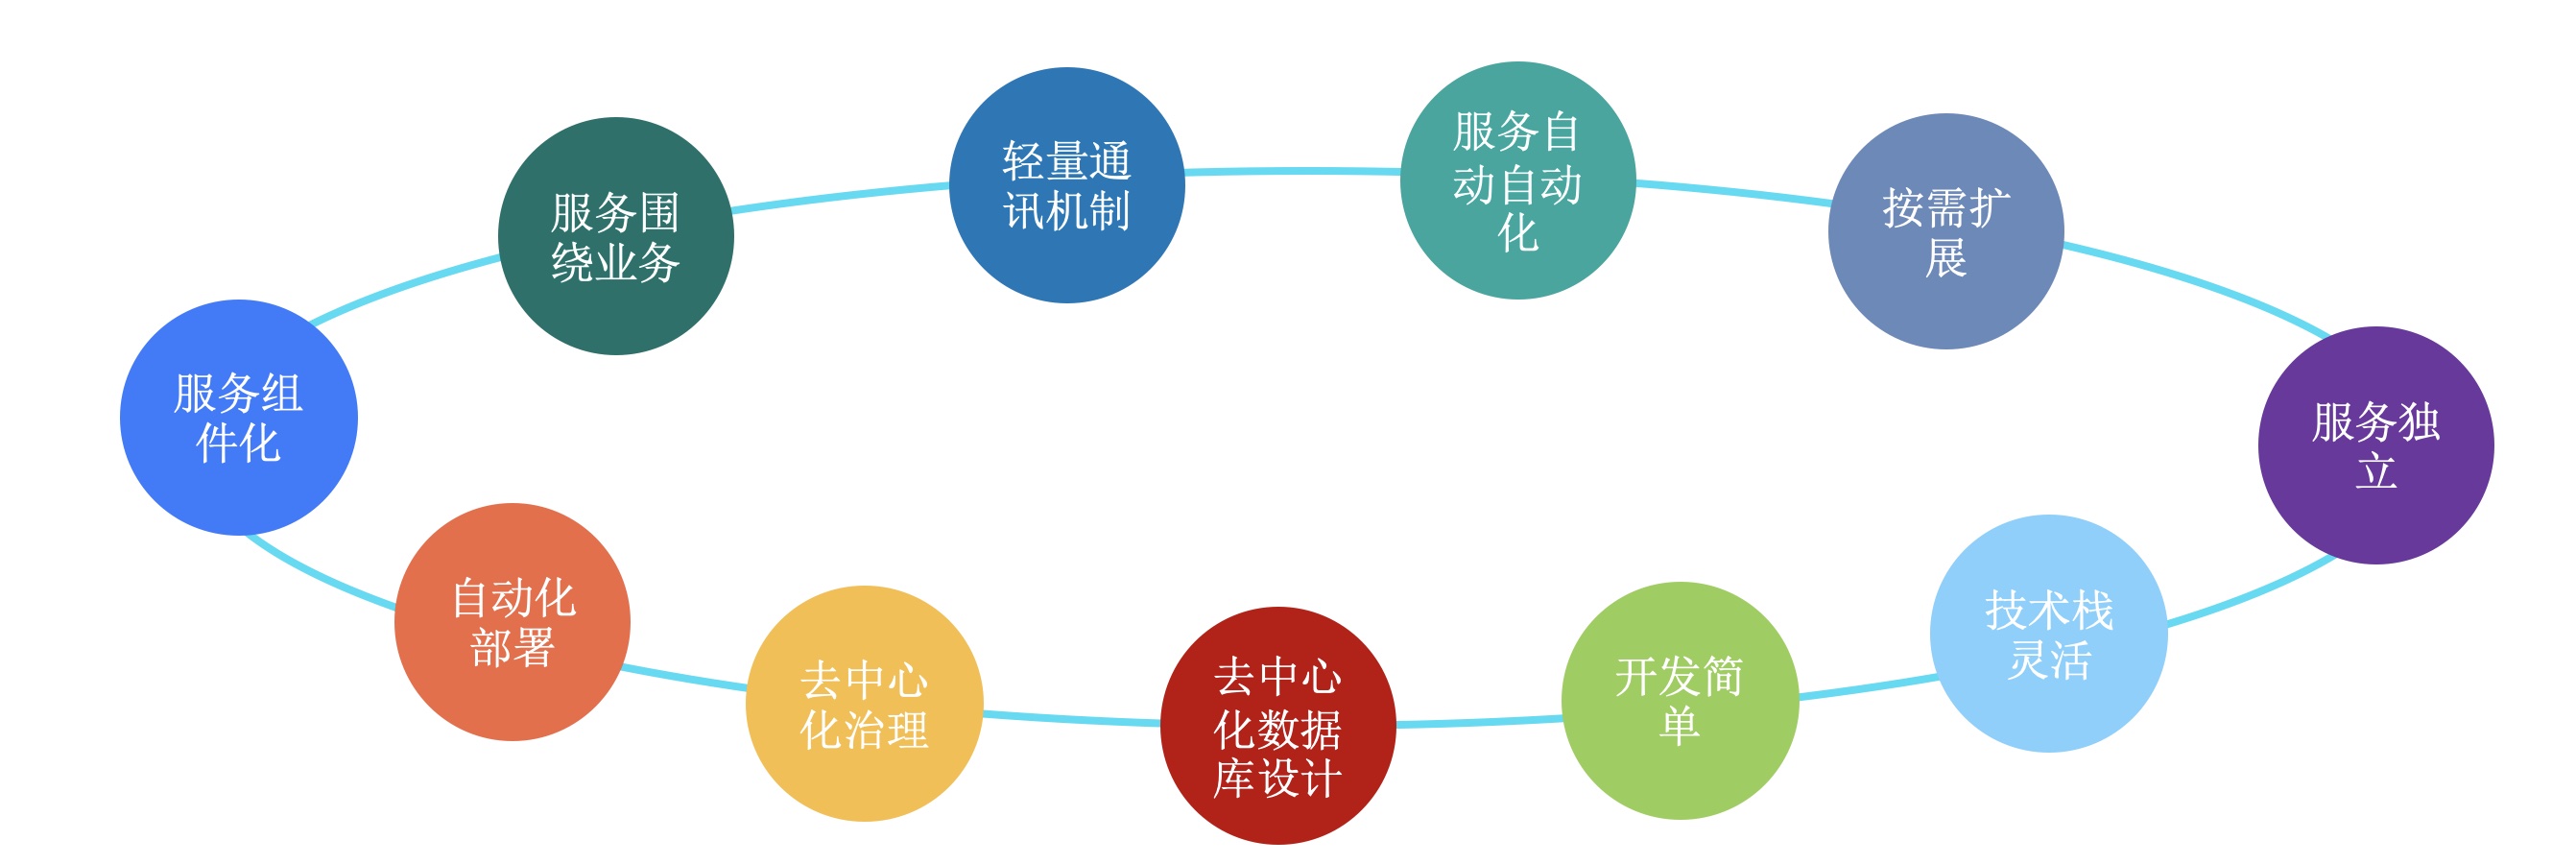 服务组
件化
服务围
绕业务
轻量通
讯机制
服务自
动自动
化
按需扩
展
服务独
立
技术栈
灵活
开发简
单
去中心
化数据
库设计
去中心
化治理
自动化
部署